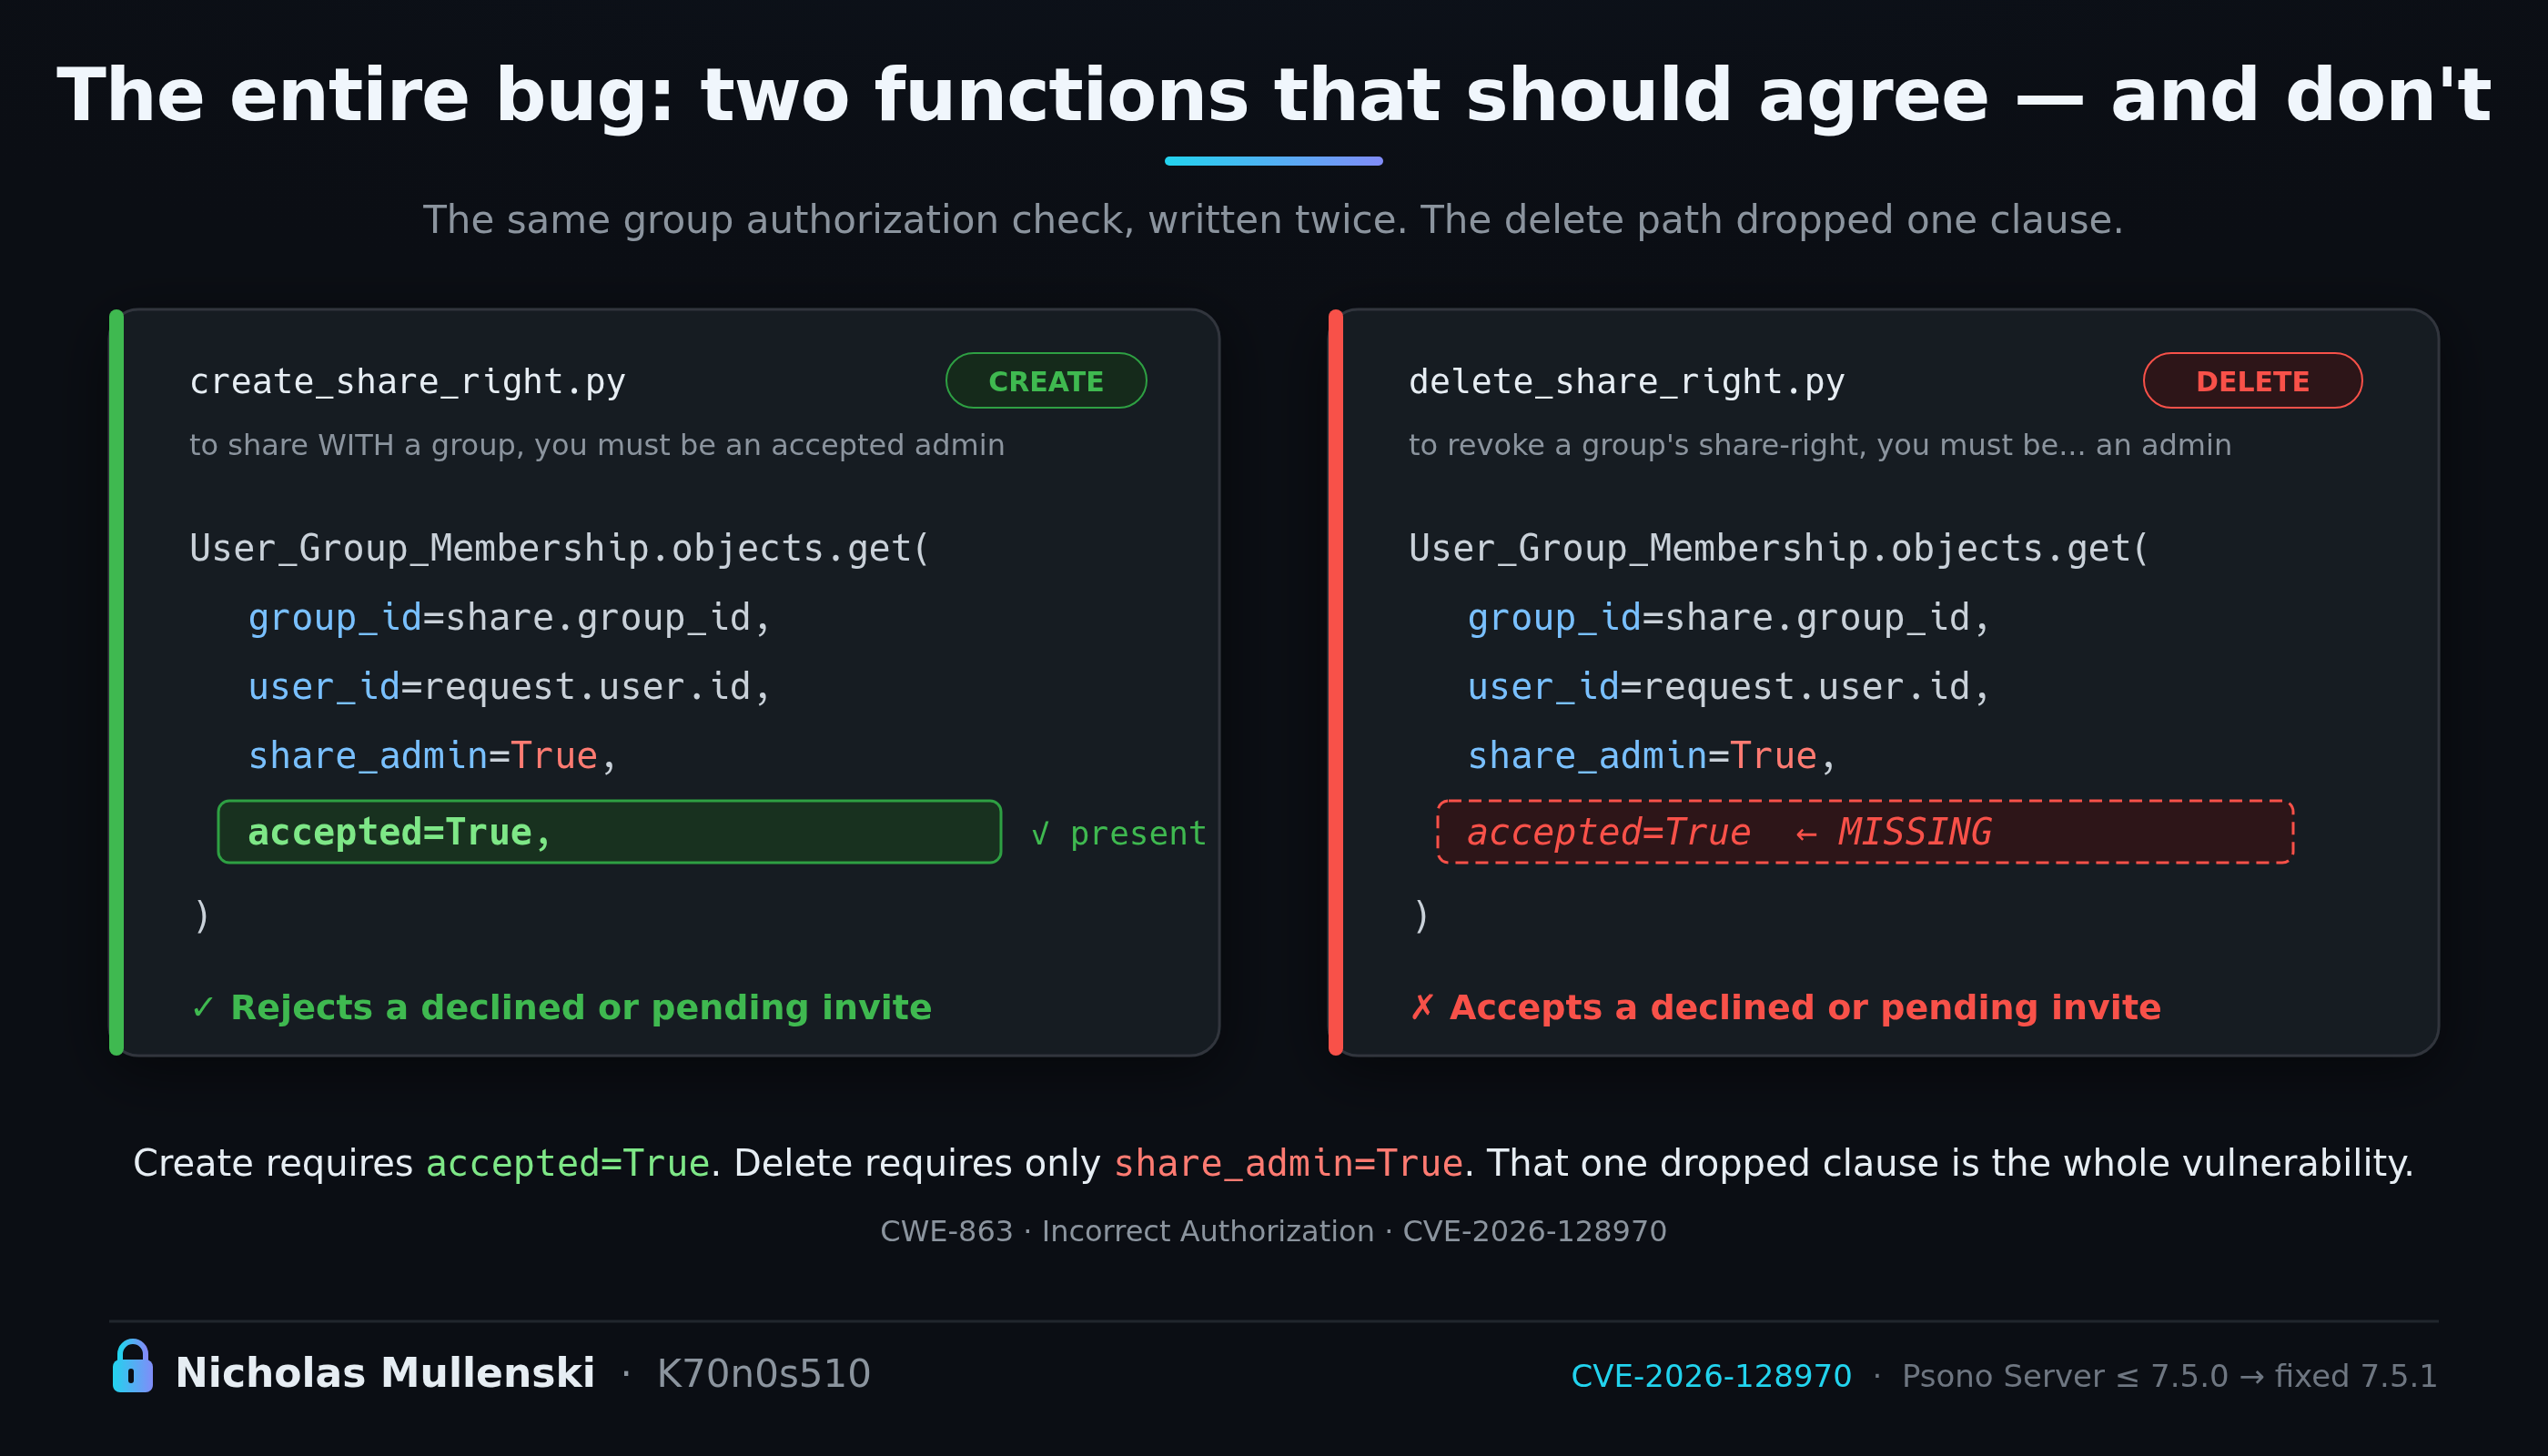 The entire bug: two functions that should agree — and don't
The same group authorization check, written twice. The delete path dropped one clause.
create_share_right.py
CREATE
to share WITH a group, you must be an accepted admin
User_Group_Membership.objects.get(
group_id=share.group_id,
user_id=request.user.id,
share_admin=True,
accepted=True,
√ present
)
✓ Rejects a declined or pending invite
delete_share_right.py
DELETE
to revoke a group's share-right, you must be... an admin
User_Group_Membership.objects.get(
group_id=share.group_id,
user_id=request.user.id,
share_admin=True,
accepted=True ← MISSING
)
✗ Accepts a declined or pending invite
Create requires accepted=True. Delete requires only share_admin=True. That one dropped clause is the whole vulnerability.
CWE-863 · Incorrect Authorization · CVE-2026-128970
Nicholas Mullenski · K70n0s510
CVE-2026-128970 · Psono Server ≤ 7.5.0 → fixed 7.5.1